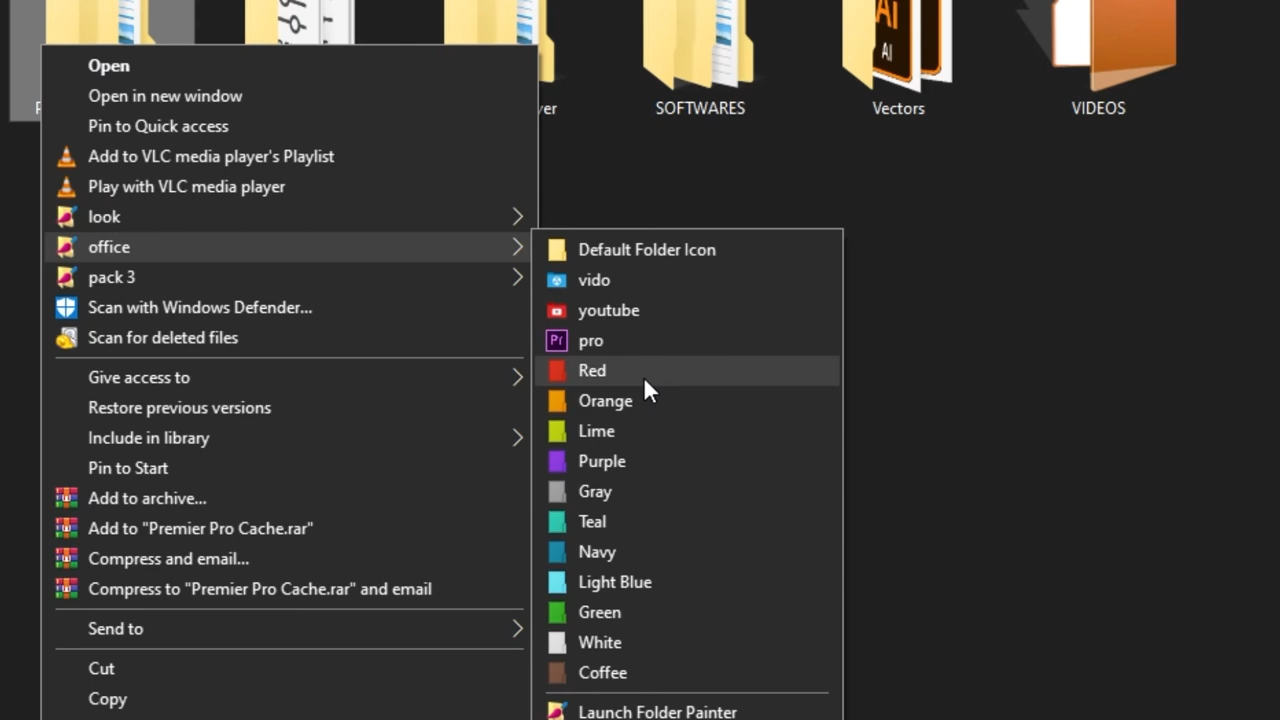 Ai
AI
ver
SOFTWARES
Vectors
VIDEOS
Open
Open in new window
Pin to Quick access
Add to VLC media player's Playlist
Play with VLC media player
look
office
pack 3
Scan with Windows Defender...
Scan for deleted files
Give access to
Restore previous versions
Include in library
Pin to Start
Add to archive...
Add to "Premier Pro Cache.rar"
Compress and email...
Compress to "Premier Pro Cache.rar" and email
Send to
Cut
Copy
Default Folder Icon
vido
youtube
Pr pro
Red
Orange
Lime
Purple
Gray
Teal
Navy
Light Blue
Green
White
Coffee
Launch Folder Painter